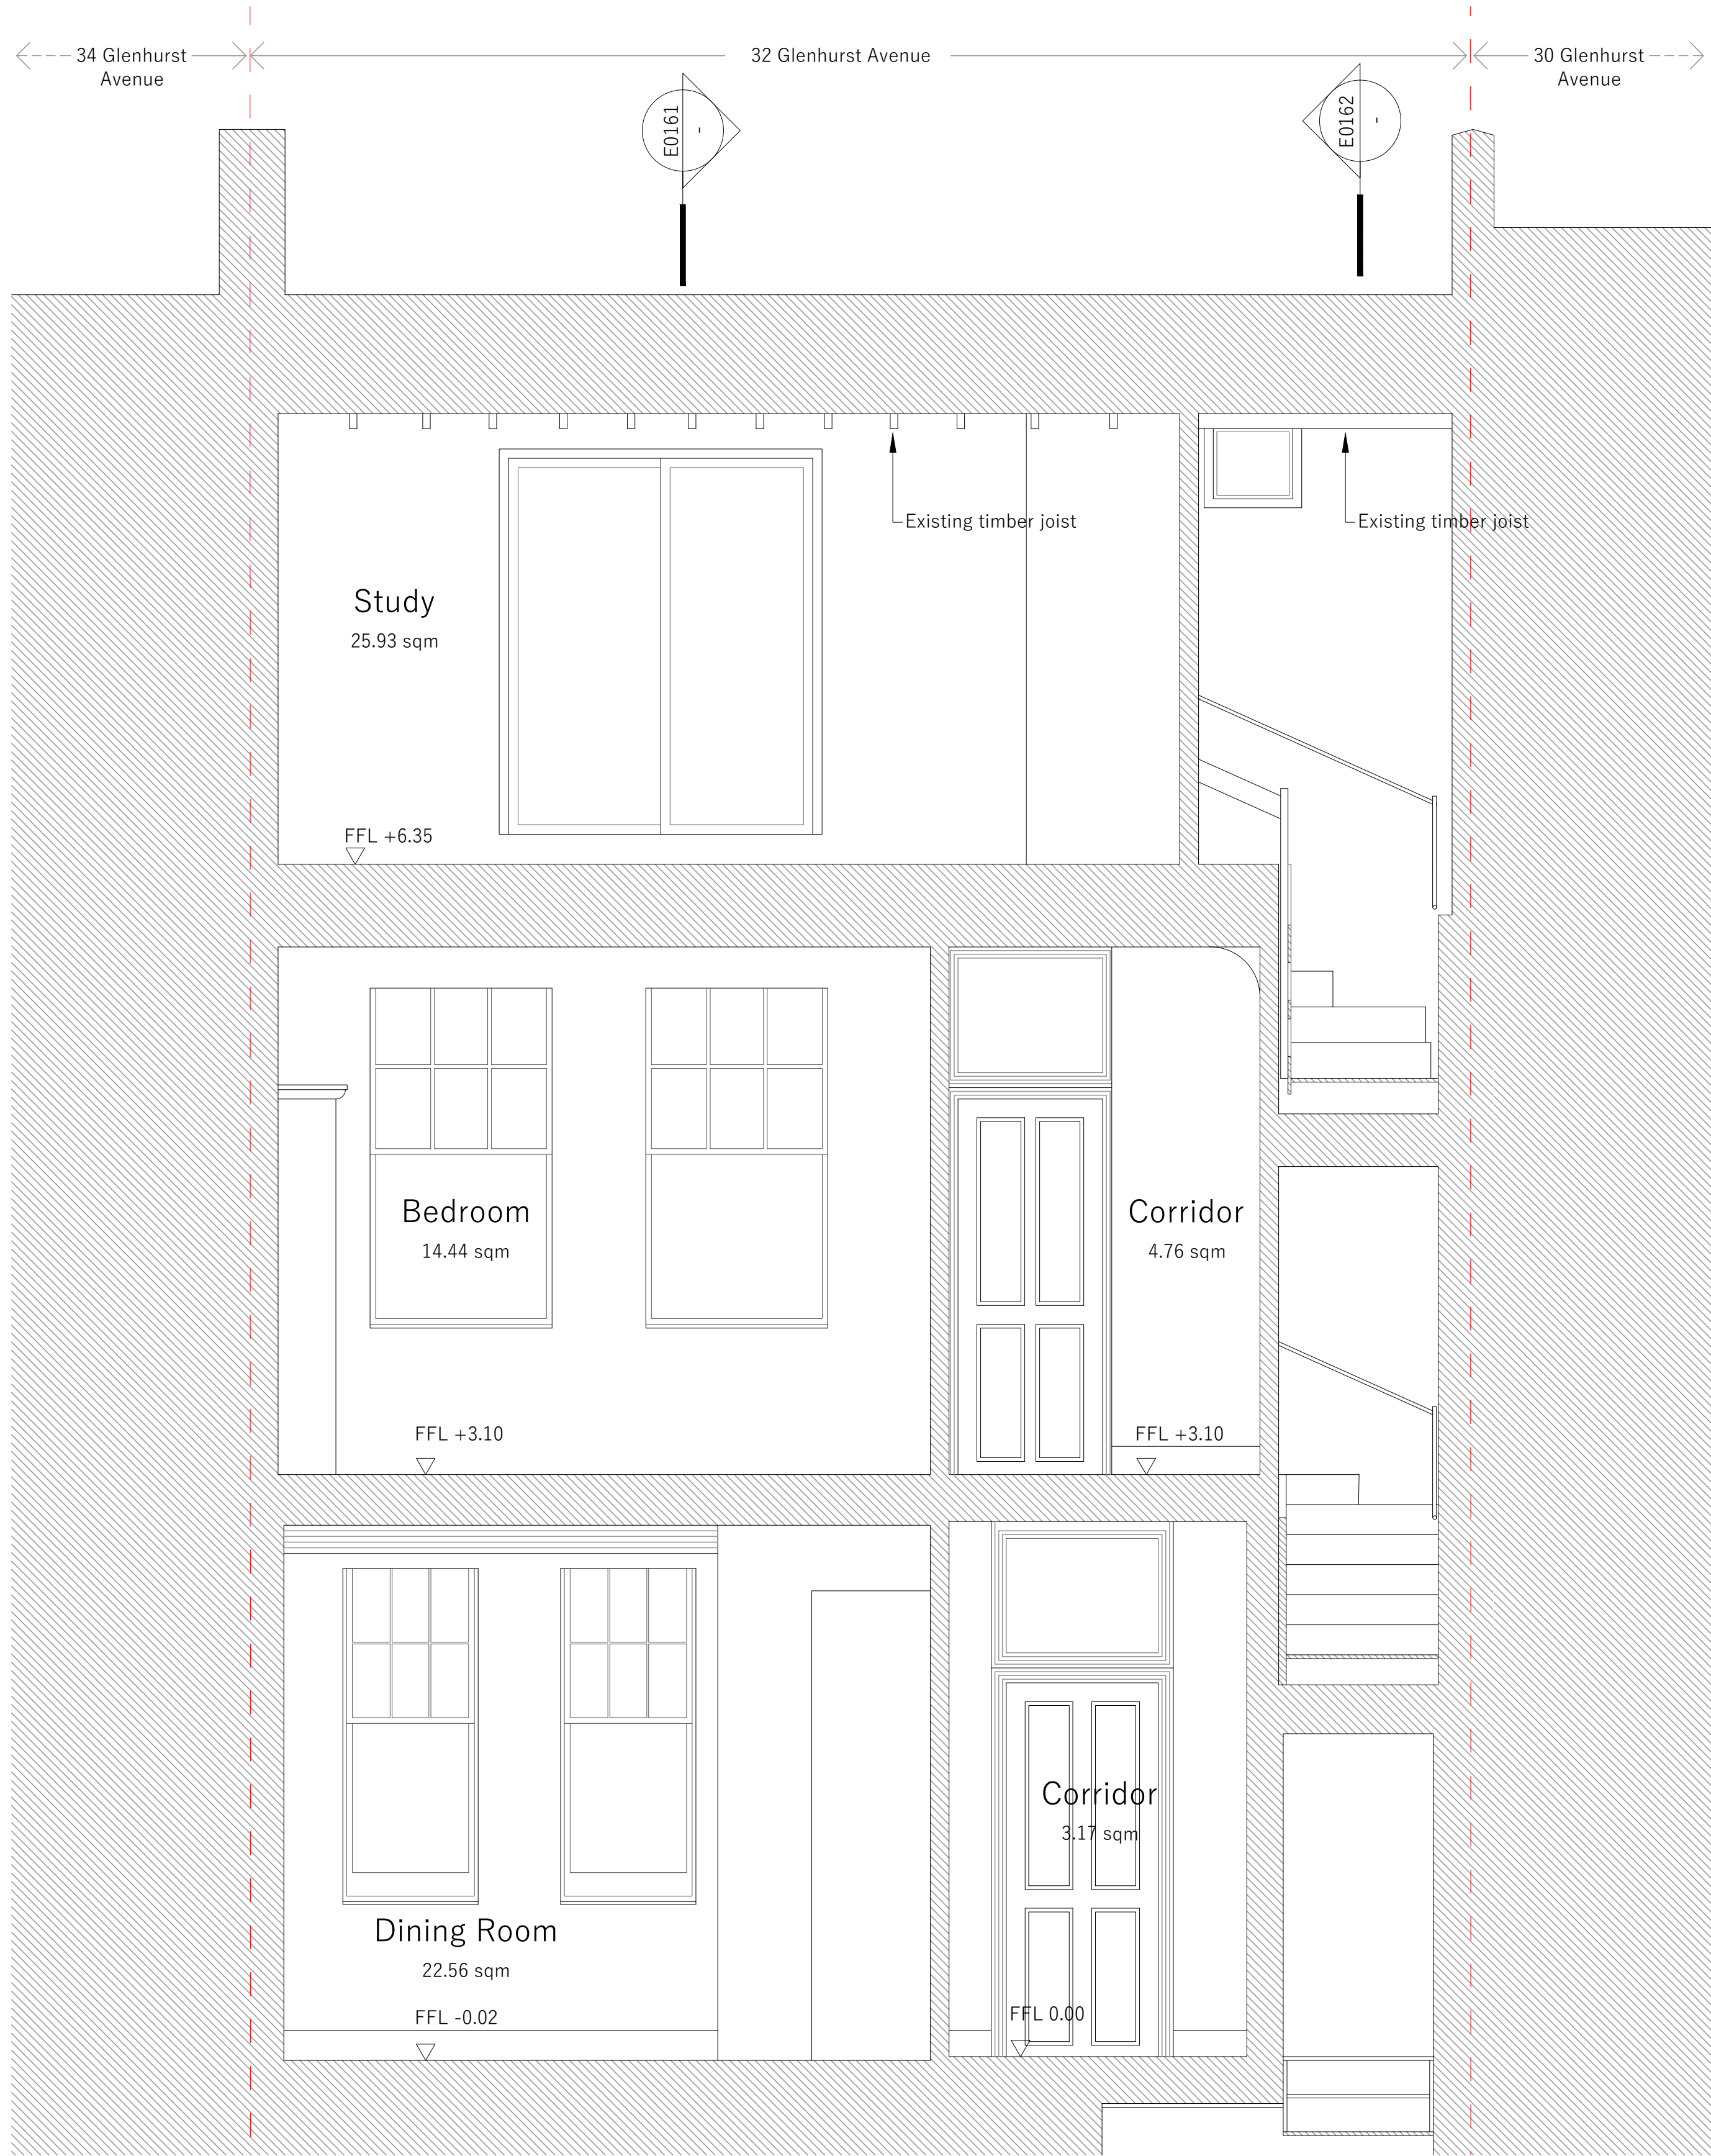 34 Glenhurst
Avenue
32 Glenhurst Avenue
30 Glenhurst
Avenue
E0161
-
E0162
-
Existing timber joist
Existing timber joist
Study
25.93 sqm
FFL +6.35
Bedroom
14.44 sqm
Corridor
4.76 sqm
FFL +3.10
FFL +3.10
Corridor
3.17 sqm
Dining Room
22.56 sqm
FFL -0.02
FFL 0.00